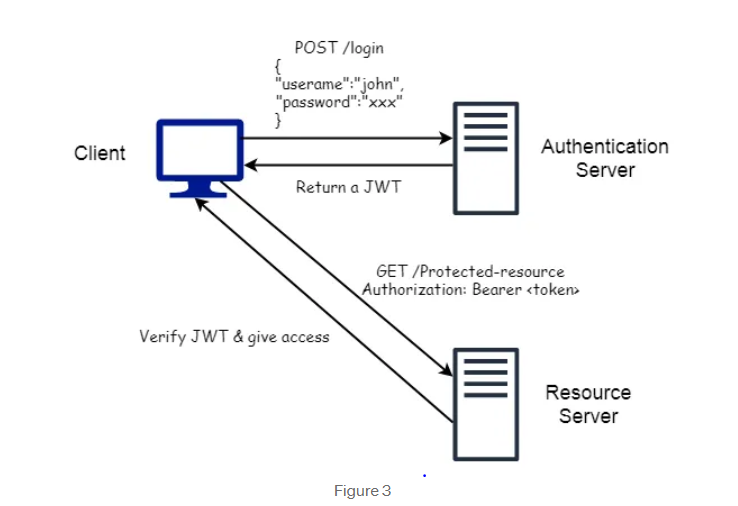 POST /login
{
"userame":"john",
"password":"xxx"
}
Client
Authentication
Server
Return a JWT
GET /Protected-resource
Authorization: Bearer <token>
Verify JWT & give access
Resource
Server
Figure 3